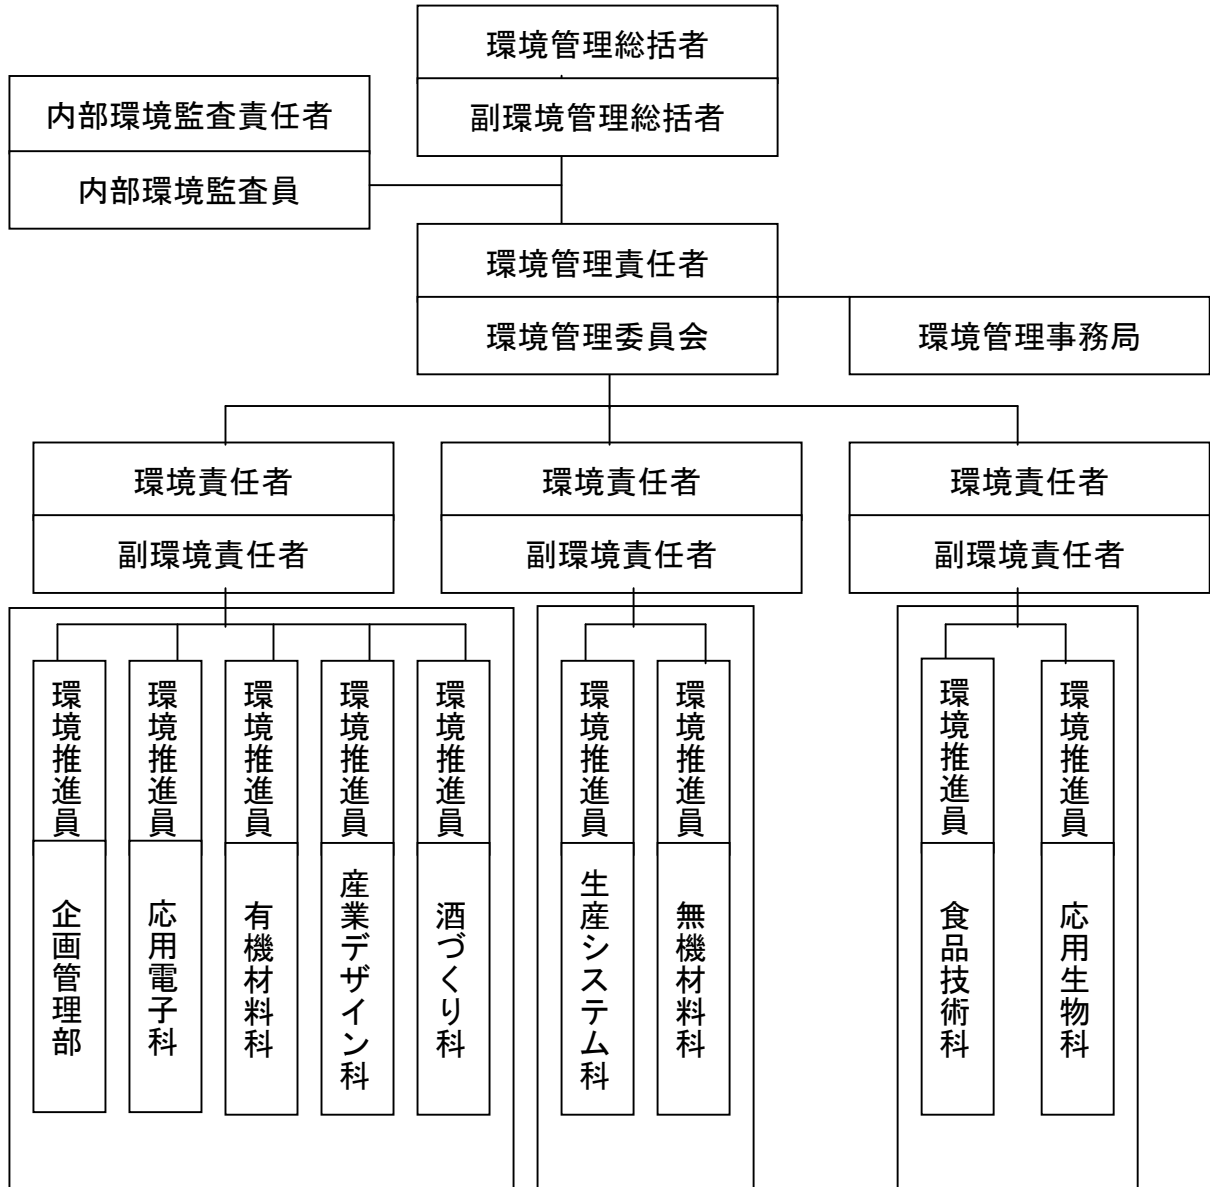 環境管理総括者
副環境管理総括者
内部環境監査責任者
内部環境監査員
環境管理責任者
環境管理委員会
環境管理事務局
環境責任者
副環境責任者
環境責任者
副環境責任者
環境責任者
副環境責任者
環境推進員
企画管理部
環境推進員
応用電子科
環境推進員
有機材料科
環境推進員
産業デザイン科
環境推進員
酒づくり科
環境推進員
生産システム科
環境推進員
無機材料科
環境推進員
食品技術科
環境推進員
応用生物科